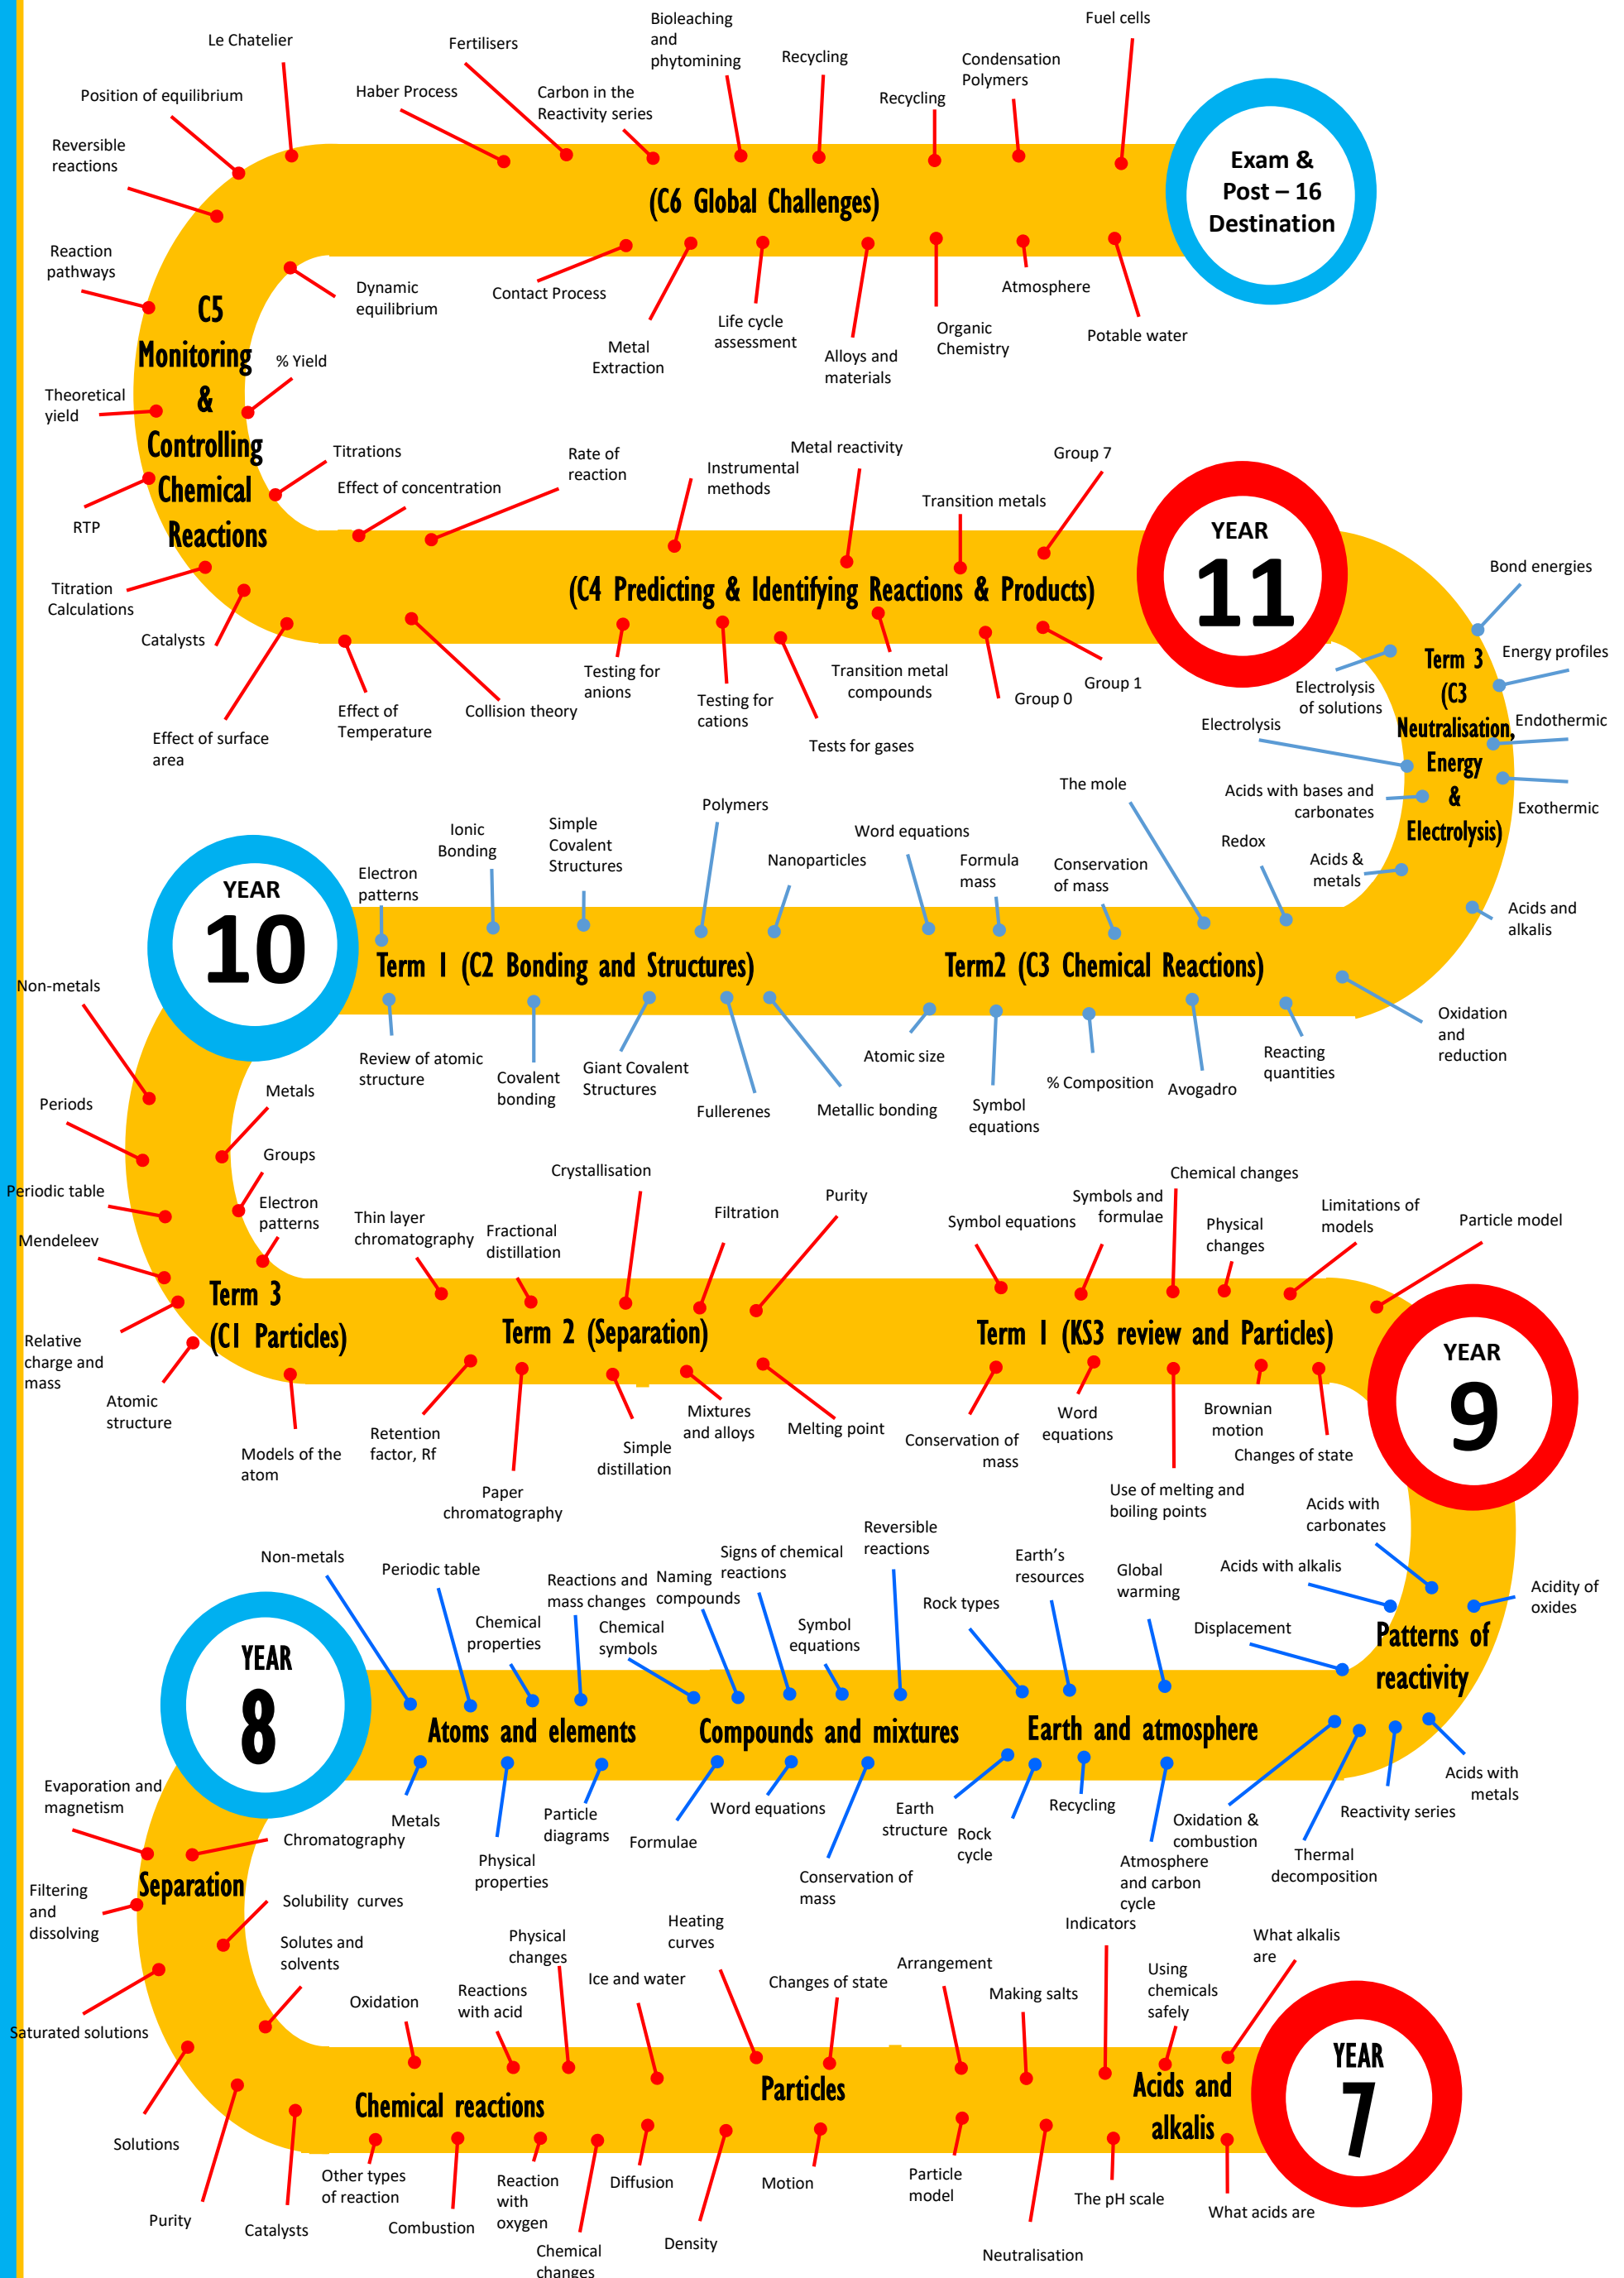 Le Chatelier
Fertilisers
Bioleaching
and
phytomining
Recycling
Fuel cells
Position of equilibrium
Haber Process
Carbon in the
Reactivity series
Recycling
Condensation
Polymers
Reversible
reactions
Exam &
Post – 16
Destination
(C6 Global Challenges)
Reaction
pathways
Dynamic
equilibrium
Contact Process
Metal
Extraction
Life cycle
assessment
Alloys and
materials
Organic
Chemistry
Atmosphere
Potable water
C5
Monitoring
&
Controlling
Chemical
Reactions
% Yield
Theoretical
yield
Titrations
RTP
Effect of concentration
Rate of
reaction
Instrumental
methods
Metal reactivity
Transition metals
Group 7
YEAR
11
(C4 Predicting & Identifying Reactions & Products)
Titration
Calculations
Catalysts
Effect of surface
area
Effect of
Temperature
Collision theory
Testing for
anions
Testing for
cations
Tests for gases
Transition metal
compounds
Group 0
Group 1
Bond energies
Term 3
(C3
Neutralisation,
Energy
&
Electrolysis)
Energy profiles
Electrolysis
of solutions
Endothermic
Electrolysis
Exothermic
Acids with bases and
carbonates
Acids &
metals
Acids and
alkalis
Oxidation
and
reduction
YEAR
10
Electron
patterns
Ionic
Bonding
Simple
Covalent
Structures
Polymers
Nanoparticles
Word equations
Formula
mass
Conservation
of mass
The mole
Redox
Term 1 (C2 Bonding and Structures)
Term2 (C3 Chemical Reactions)
Review of atomic
structure
Covalent
bonding
Giant Covalent
Structures
Fullerenes
Metallic bonding
Atomic size
Symbol
equations
% Composition
Avogadro
Reacting
quantities
Non-metals
Periods
Metals
Groups
Periodic table
Electron
patterns
Mendeleev
Term 3
(C1 Particles)
Relative
charge and
mass
Atomic
structure
Models of the
atom
Thin layer
chromatography
Fractional
distillation
Crystallisation
Filtration
Purity
Term 2 (Separation)
Retention
factor, Rf
Paper
chromatography
Simple
distillation
Mixtures
and alloys
Melting point
Symbol equations
Symbols and
formulae
Chemical changes
Physical
changes
Limitations of
models
Particle model
Term 1 (KS3 review and Particles)
YEAR
9
Conservation of
mass
Word
equations
Use of melting and
boiling points
Brownian
motion
Changes of state
Acids with
carbonates
Acids with alkalis
Acidity of
oxides
Displacement
Patterns of
reactivity
Oxidation &
combustion
Thermal
decomposition
Reactivity series
Acids with
metals
YEAR
8
Non-metals
Periodic table
Chemical
properties
Reactions and
mass changes
Chemical
symbols
Naming
compounds
Signs of chemical
reactions
Symbol
equations
Reversible
reactions
Rock types
Earth's
resources
Global
warming
Atoms and elements
Compounds and mixtures
Earth and atmosphere
Metals
Physical
properties
Particle
diagrams
Formulae
Word equations
Conservation of
mass
Earth
structure
Rock
cycle
Recycling
Atmosphere
and carbon
cycle
Evaporation and
magnetism
Chromatography
Separation
Filtering
and
dissolving
Solubility curves
Solutes and
solvents
Saturated solutions
Solutions
Purity
Catalysts
Oxidation
Reactions
with acid
Physical
changes
Ice and water
Heating
curves
Changes of state
Arrangement
Making salts
Indicators
Using
chemicals
safely
What alkalis
are
YEAR
7
Chemical reactions
Particles
Acids and
alkalis
Other types
of reaction
Combustion
Reaction
with
oxygen
Chemical
changes
Diffusion
Density
Motion
Particle
model
Neutralisation
The pH scale
What acids are